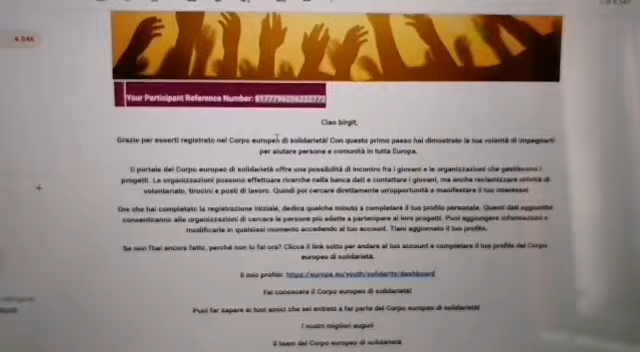 6.546
Your Participant Reference Number:
Ciao birgit,
Grazie per esserti registrato nel Corpo europeo di solidarietà! Con questo primo passo hai dimostrato la tua volontà di impegnarti
per aiutare persone e comunità in tutta Europa.
Il portale del Corpo europeo di solidarietà offre una possibilità di incontro fra i giovani e le organizzazioni che gestiscono i
progetti. Le organizzazioni possono effettuare ricerche nella banca dati e contattare i giovani, ma anche reclamizzare attività di
volontariato, tirocini e posti di lavoro. Quindi puoi cercare direttamente un'opportunità e manifestare il tuo interesse!
Ora che hai completato la registrazione iniziale, dedica qualche minuto a completare il tuo profilo personale. Questi dati aggiuntivi
consentiranno alle organizzazioni di cercare le persone più adatte a partecipare ai loro progetti. Puoi aggiungere informazioni o
modificarle in qualsiasi momento accedendo al tuo account. Tieni aggiornato il tuo profilo.
Se non l'hai ancora fatto, perché non lo fai ora? Clicca il link sotto per andare al tuo account e completare il tuo profilo del Corpo
europeo di solidarietà.
Il mio profilo: https://europa.eu/youth/solidarity/dashboard
Fai conoscere il Corpo europeo di solidarietà!
Puoi far sapere ai tuoi amici che sei entrato a far parte del Corpo europeo di solidarietà!
I nostri migliori auguri
Il team del Corpo europeo di solidarietà